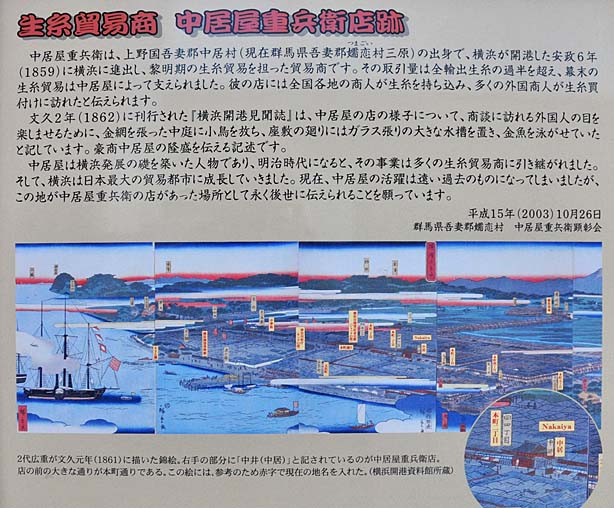 生糸貿易商 中居屋重兵衛店跡
中居屋重兵衛は、上野国吾妻郡中居村(現在群馬県吾妻郡嬬恋村三原)の出身で、横浜が開港した安政6年
つまごい
(1859)に横浜に進出し、黎明期の生糸貿易を担った貿易商です。その取引量は全輸出生糸の過半を超え、幕末の
生糸貿易は中居屋によって支えられました。彼の店には全国各地の商人が生糸を持ち込み、多くの外国商人が生糸買
付けに訪れたと伝えられます。
文久2年(1862)に刊行された『横浜開港見聞誌』は、中居屋の店の様子について、商談に訪れる外国人の目を
楽しませるために、金網を張った中庭に小鳥を放ち、座敷の廻りにはガラス張りの大きな水槽を置き、金魚を泳がせていた
と記しています。豪商中居屋の隆盛を伝える記述です。
中居屋は横浜発展の礎を築いた人物であり、明治時代になると、その事業は多くの生糸貿易商に引き継がれました。
そして、横浜は日本最大の貿易都市に成長していきました。現在、中居屋の活躍は遠い過去のものになってしまいましたが、
この地が中居屋重兵衛の店があった場所として永く後世に伝えられることを願っています。
平成15年(2003)10月26日
群馬県吾妻郡嬬恋村 中居屋重兵衛顕彰会
Nakaiya
本町二丁目
四丁目
Nakaiya
中居
中井
2代広重が文久元年(1861)に描いた錦絵。右手の部分に「中井(中居)」と記されているのが中居屋重兵衛店。
店の前の大きな通りが本町通りである。この絵には、参考のため赤字で現在の地名を入れた。(横浜開港資料館所蔵)